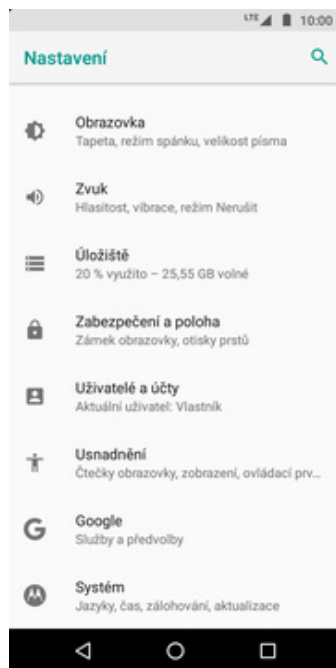 LTE 10:00
Nastavení
Obrazovka
Tapeta, režim spánku, velikost písma
Zvuk
Hlasitost, vibrace, režim Nerušit
Úložiště
20 % využito – 25,55 GB volné
Zabezpečení a poloha
Zámek obrazovky, otisky prstů
Uživatelé a účty
Aktuální uživatel: Vlastník
Usnadnění
Čtečky obrazovky, zobrazení, ovládací prv...
Google
Služby a předvolby
Systém
Jazyky, čas, zálohování, aktualizace